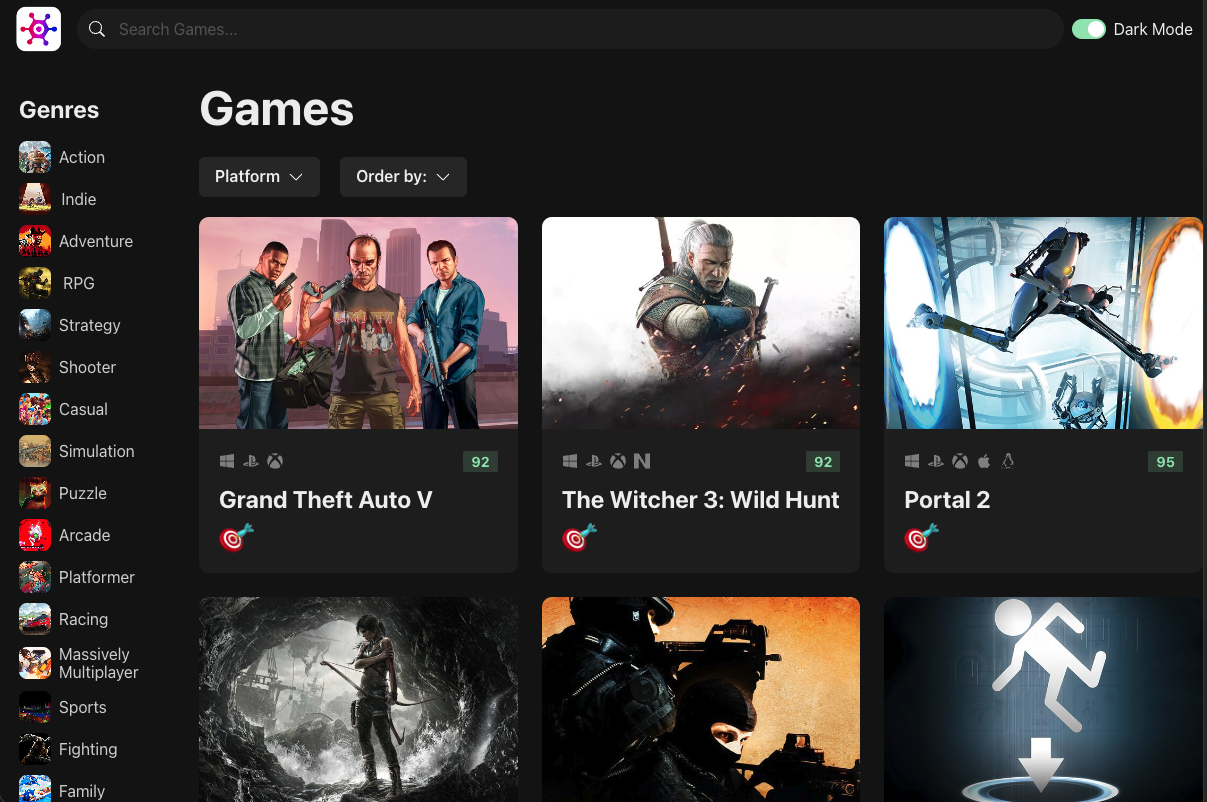 Search Games...
Dark Mode
Genres
Action
Indie
Adventure
RPG
Strategy
Shooter
Casual
Simulation
Puzzle
Arcade
Platformer
Racing
Massively
Multiplayer
Sports
Fighting
Family
Games
Platform
Order by:
92
Grand Theft Auto V
92
The Witcher 3: Wild Hunt
95
Portal 2